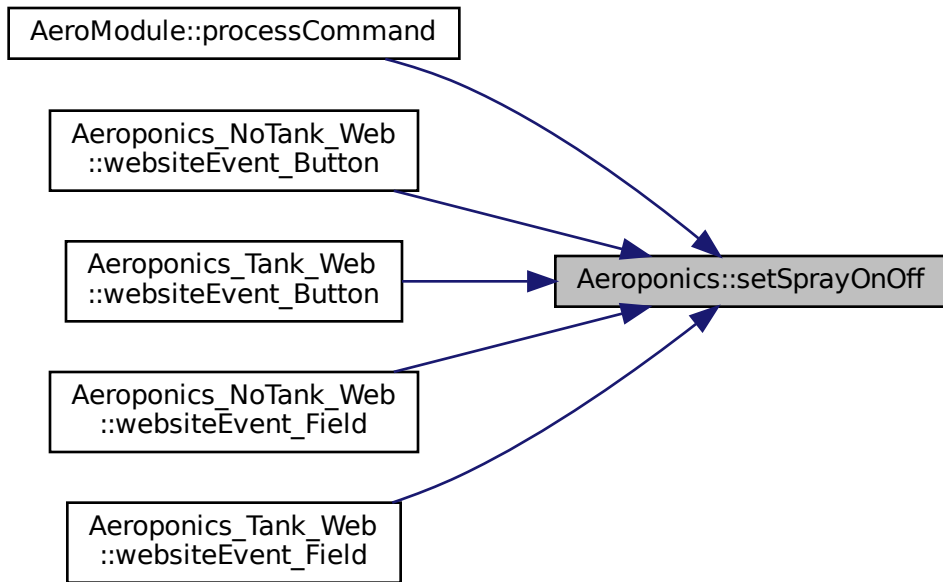 AeroModule::processCommand
Aeroponics_NoTank_Web
::websiteEvent_Button
Aeroponics_Tank_Web
::websiteEvent_Button
Aeroponics::setSprayOnOff
Aeroponics_NoTank_Web
::websiteEvent_Field
Aeroponics_Tank_Web
::websiteEvent_Field